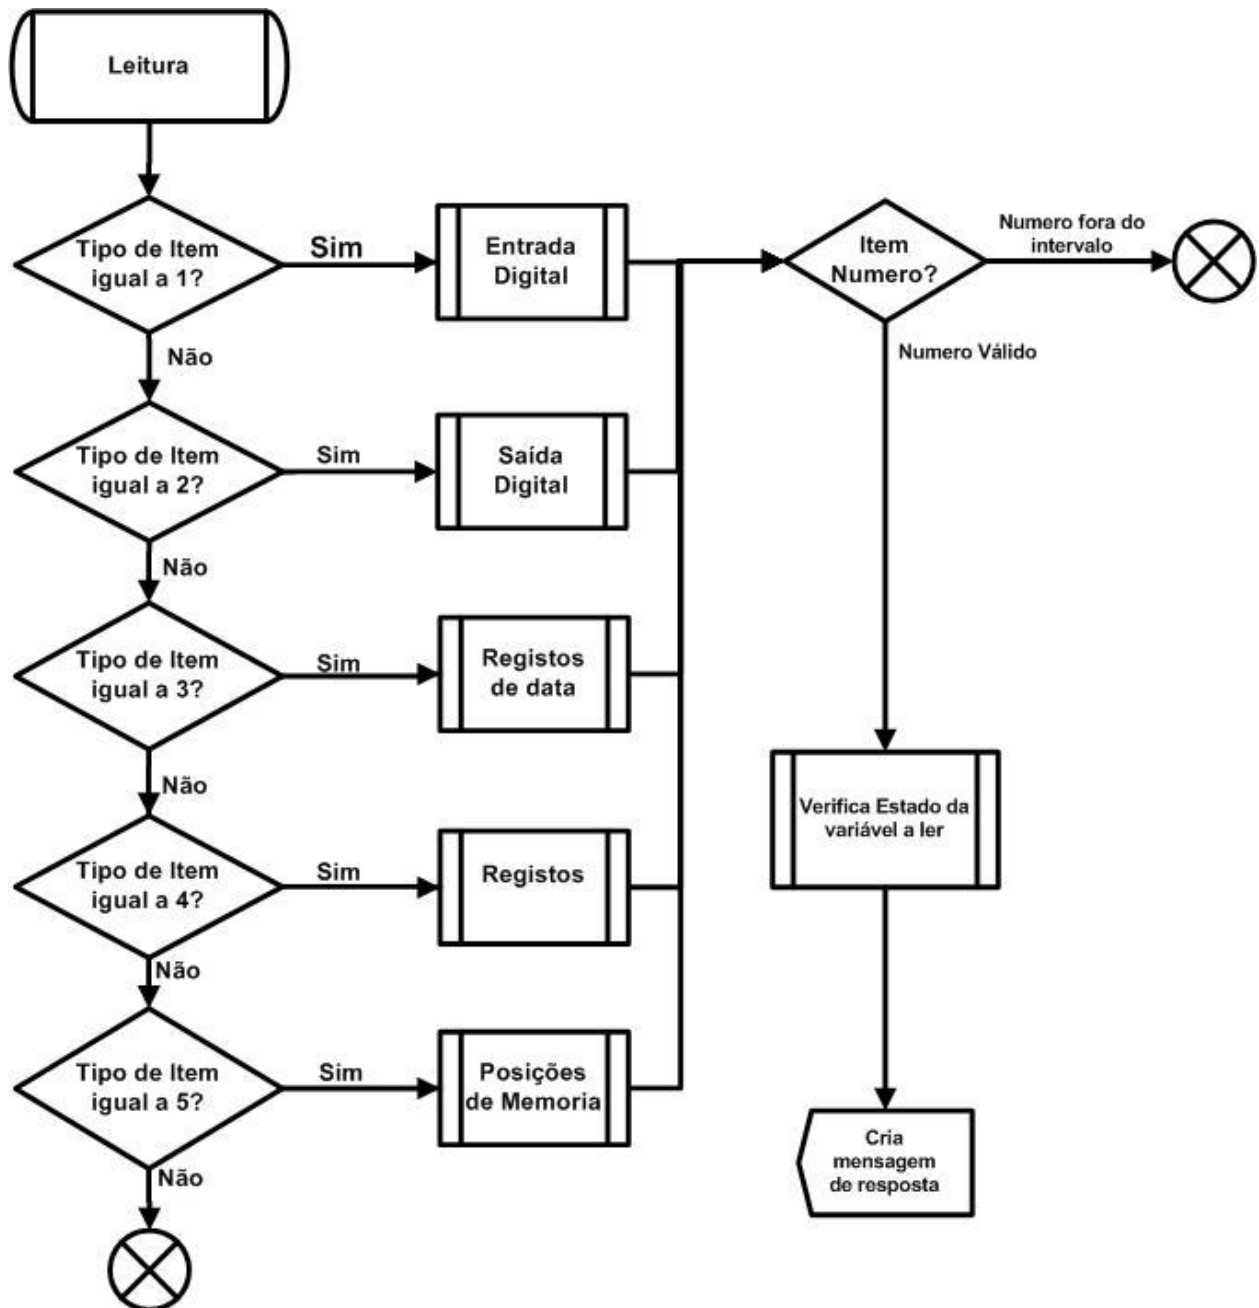 Leitura
Tipo de Item
igual a 1?
Sim
Entrada
Digital
Item
Numero?
Numero fora do
intervalo
Não
Numero Válido
Tipo de Item
igual a 2?
Sim
Saída
Digital
Não
Tipo de Item
igual a 3?
Sim
Registos
de data
Não
Verifica Estado da
variável a ler
Tipo de Item
igual a 4?
Sim
Registos
Não
Tipo de Item
igual a 5?
Sim
Posições
de Memoria
Não
Cria
mensagem
de resposta